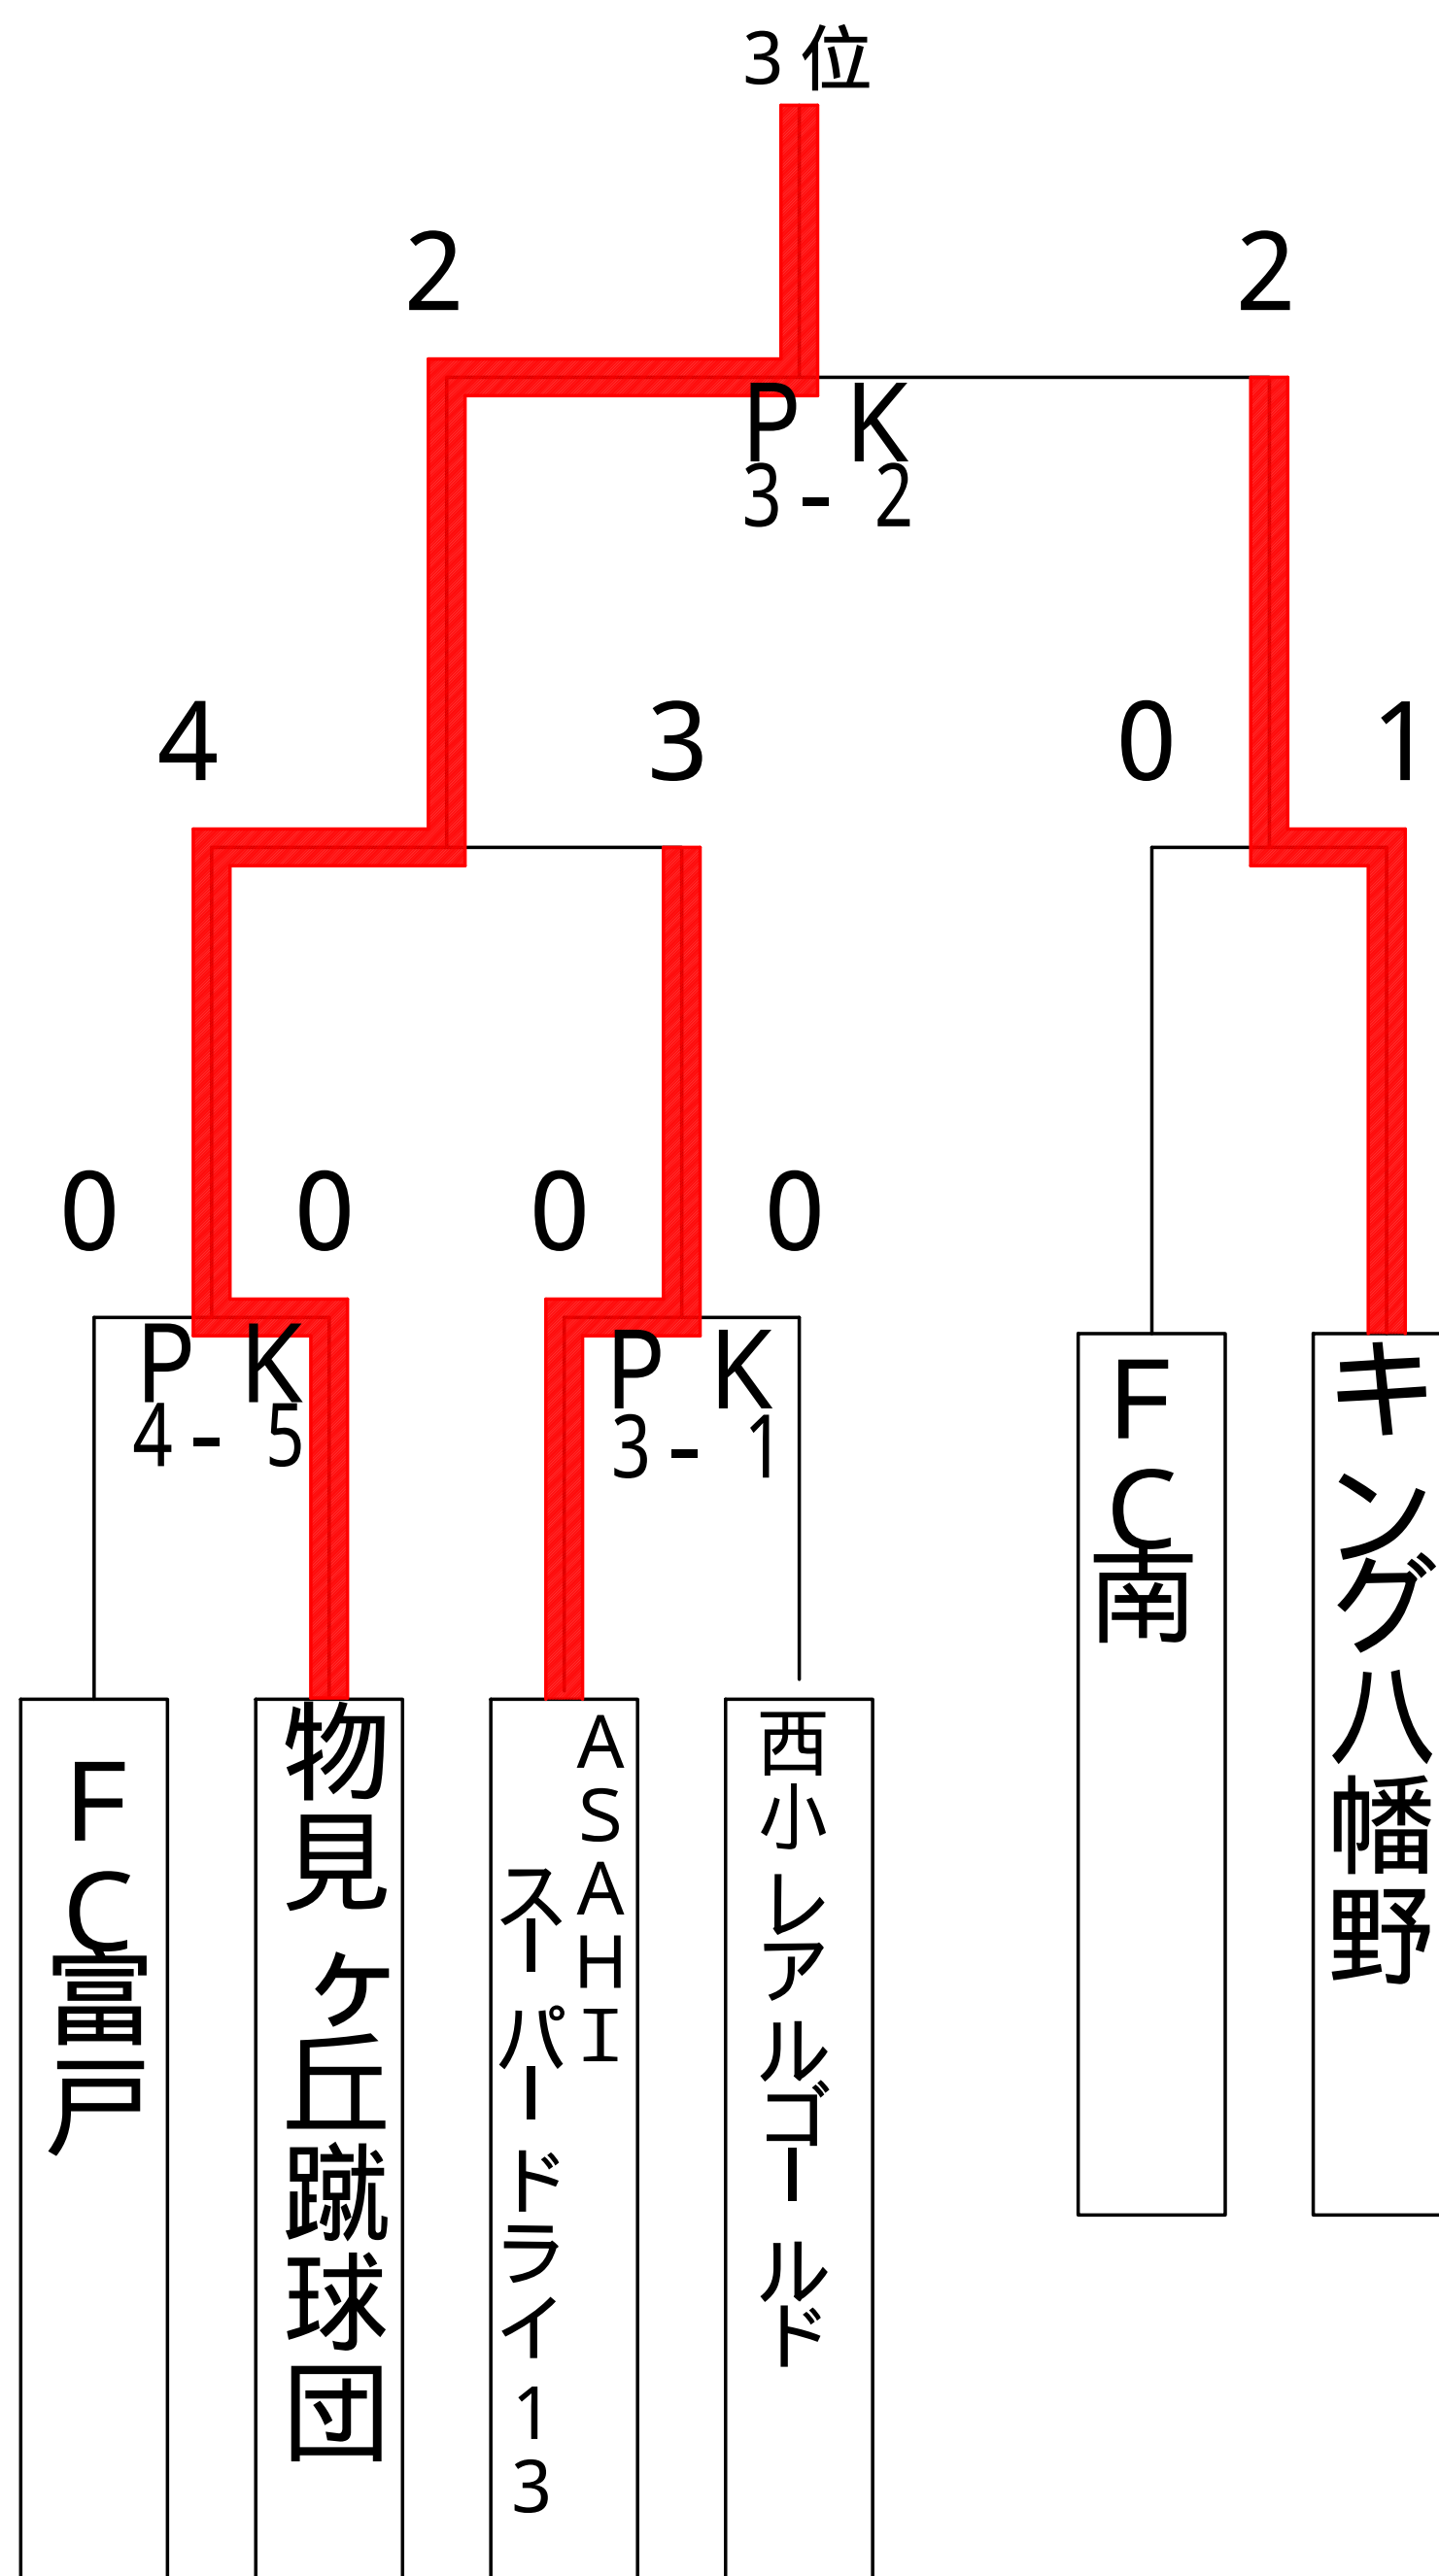 3位
2 2
PK
3- 2
4 3 0 1
0 0 0 0
PK
4- 5
PK
3- 1
FC南
キング八幡野
FC富戸
物見ヶ丘蹴球団
ASAHI
スーパードライ13
西小レアルゴールド